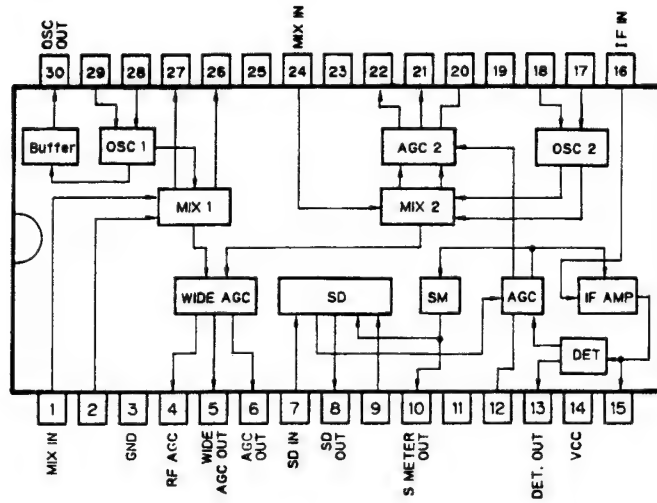 OSC OUT
MIX IN
IF IN
30 29 28 27 26 25 24 23 22 21 20 19 18 17 16
Buffer
OSC 1
AGC 2
OSC 2
MIX 1
MIX 2
WIDE AGC
SD
SM
AGC
IF AMP
DET
1 2 3 4 5 6 7 8 9 10 11 12 13 14 15
MIX IN
GND
RF AGC
WIDE AGC OUT
AGC OUT
SD IN
SD OUT
S METER OUT
DET. OUT
VCC